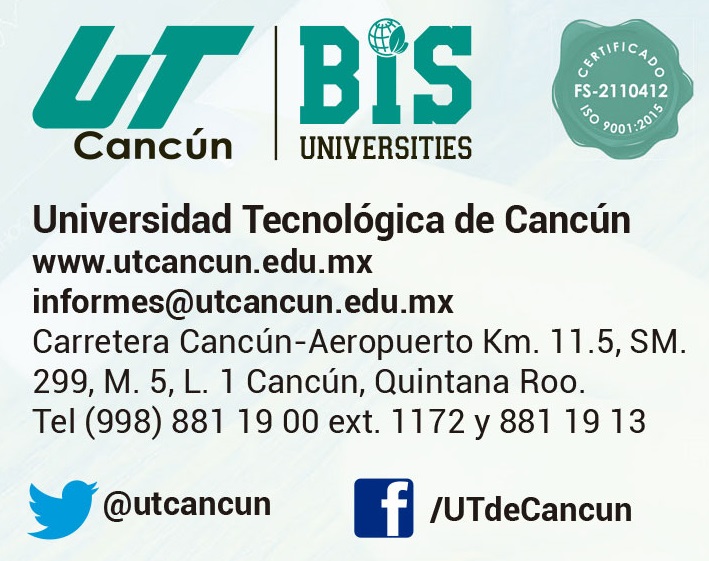 UT
Cancún
BIS
UNIVERSITIES
CERTIFICADO
FS-2110412
ISO 9001:2015
Universidad Tecnológica de Cancún
www.utcancun.edu.mx
informes@utcancun.edu.mx
Carretera Cancún-Aeropuerto Km. 11.5, SM.
299, M. 5, L. 1 Cancún, Quintana Roo.
Tel (998) 881 19 00 ext. 1172 y 881 19 13
@utcancun
f /UTdeCancun